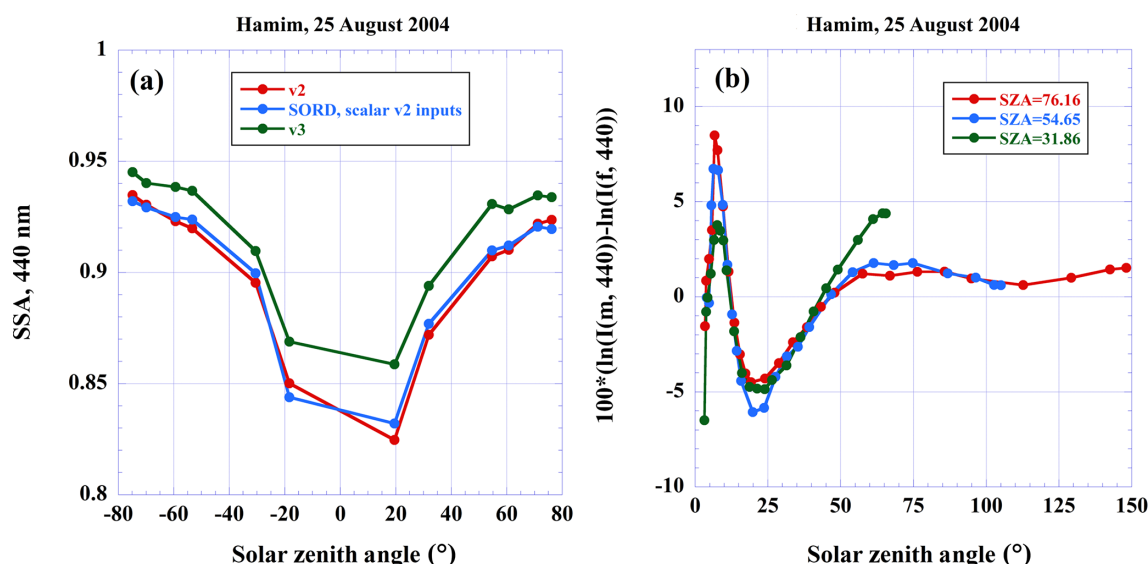 Hamim, 25 August 2004
(a)
v2
SORD, scalar v2 inputs
v3
1
0.95
0.9
0.85
0.8
SSA, 440 nm
-80 -60 -40 -20 0 20 40 60 80
Solar zenith angle (°)
Hamim, 25 August 2004
(b)
SZA=76.16
SZA=54.65
SZA=31.86
10
5
0
-5
-10
100*(ln(I(m, 440))-ln(I(f, 440))
0 25 50 75 100 125 150
Solar zenith angle (°)